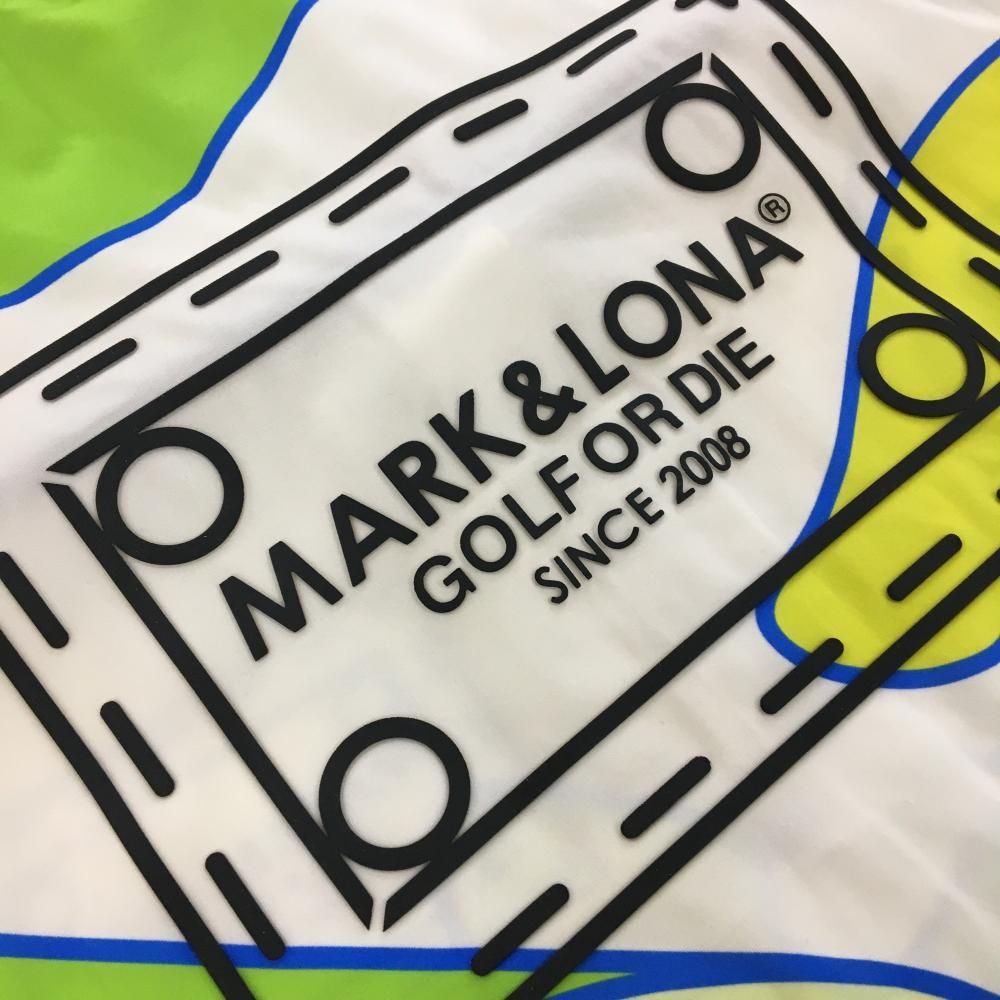 MARK & LONA®
GOLF OR DIE
SINCE 2008